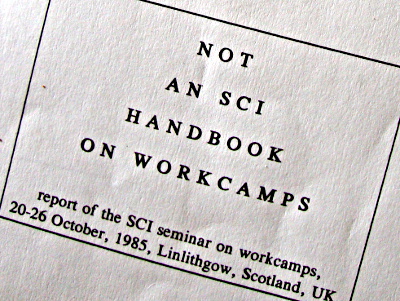 NOT
AN SCI
HANDBOOK
ON WORKCAMPS
report of the SCI seminar on workcamps,
20-26 October, 1985, Linlithgow, Scotland, UK